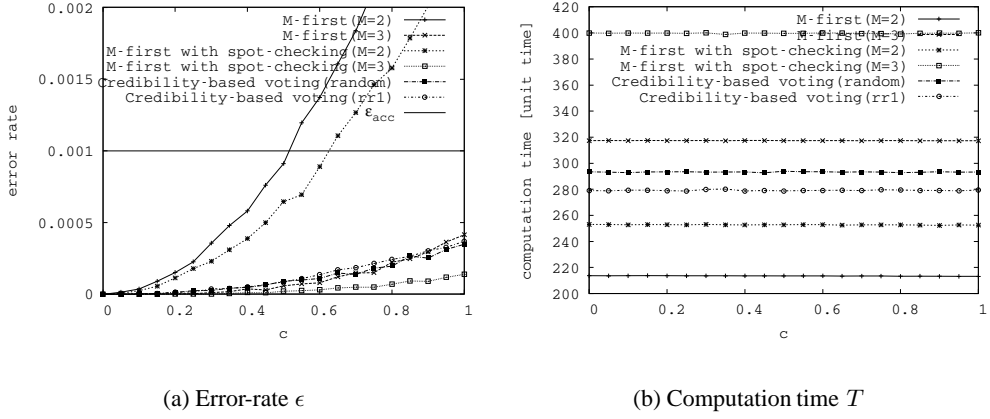 0.002
0.0015
0.001
0.0005
0
error rate
M-first(M=2)
M-first(M=3)
M-first with spot-checking(M=2)
M-first with spot-checking(M=3)
Credibility-based voting(random)
Credibility-based voting(rr1)
ε_acc
0 0.2 0.4 0.6 0.8 1
c
(a) Error-rate ϵ
420
400
380
360
340
320
300
280
260
240
220
200
computation time [unit time]
M-first(M=2)
M-first(M=3)
M-first with spot-checking(M=2)
M-first with spot-checking(M=3)
Credibility-based voting(random)
Credibility-based voting(rr1)
0 0.2 0.4 0.6 0.8 1
c
(b) Computation time T